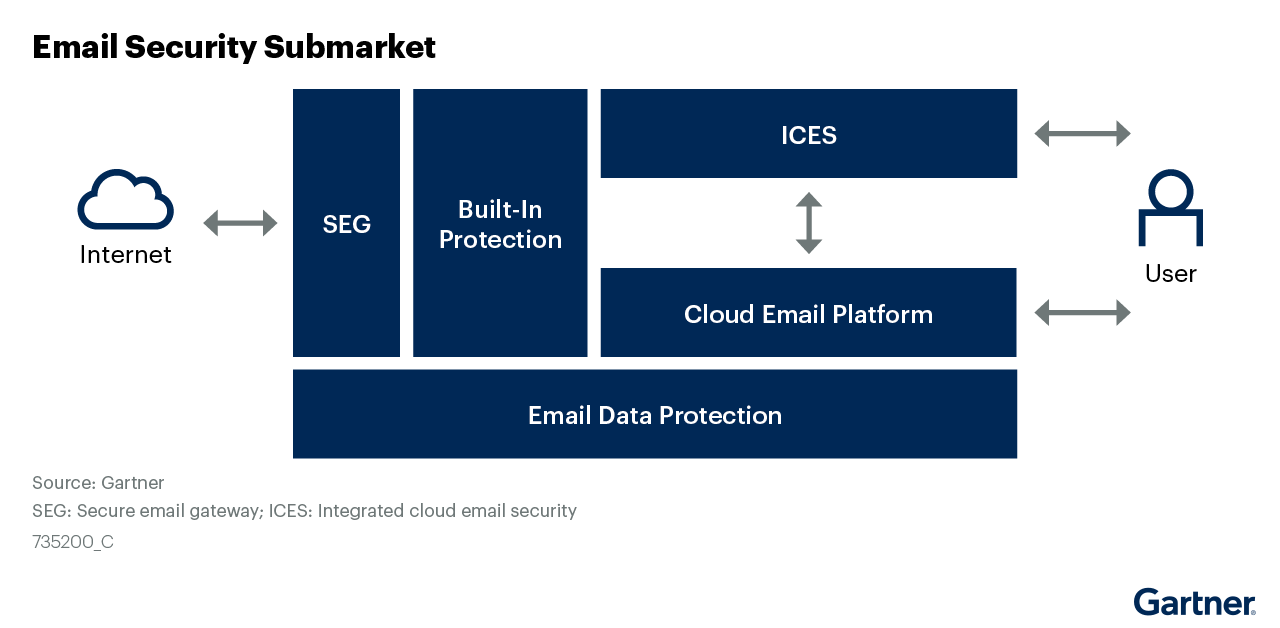 Email Security Submarket
ICES
SEG
Built-In
Protection
Internet
User
Cloud Email Platform
Email Data Protection
Source: Gartner
SEG: Secure email gateway; ICES: Integrated cloud email security
735200_C
Gartner®